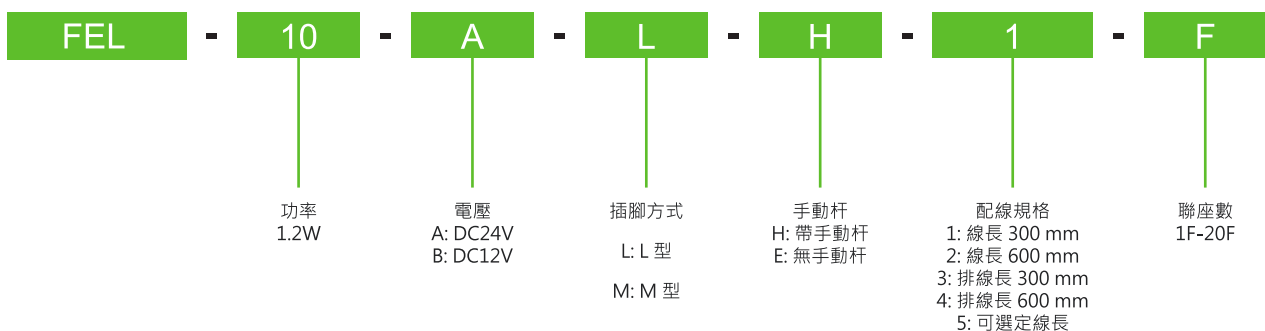 FEL - 10 - A - L - H - 1 - F
功率
1.2W
電壓
A: DC24V
B: DC12V
插腳方式
L: L 型
M: M 型
手動杆
H: 帶手動杆
E: 無手動杆
配線規格
1: 線長 300 mm
2: 線長 600 mm
3: 排線長 300 mm
4: 排線長 600 mm
5: 可選定線長
聯座數
1F-20F